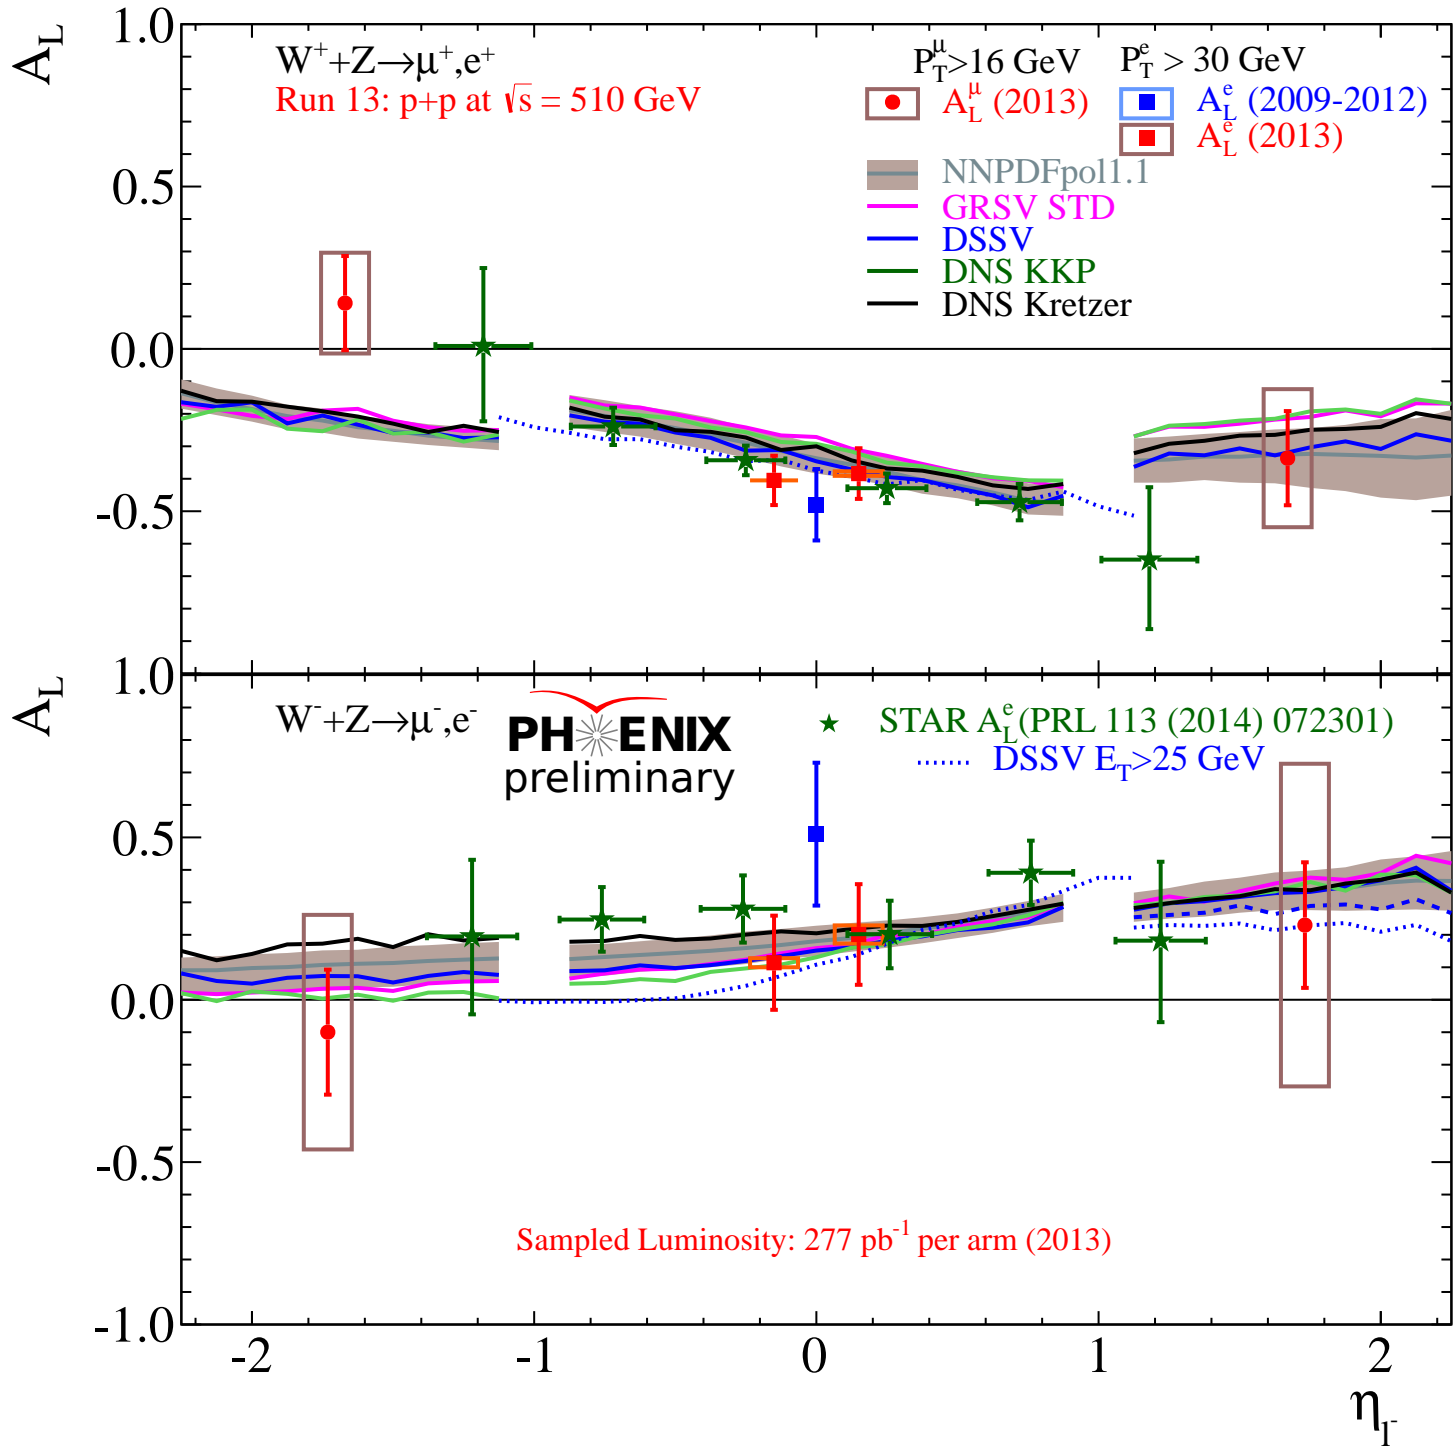 A_L
1.0
W⁺+Z→μ⁺,e⁺
P_T^μ>16 GeV
P_T^e > 30 GeV
Run 13: p+p at √s = 510 GeV
A_L^μ (2013)
A_L^e (2009-2012)
A_L^e (2013)
NNPDFpol1.1
0.5
GRSV STD
DSSV
DNS KKP
DNS Kretzer
0.0
-0.5
A_L
1.0
W⁻+Z→μ⁻,e⁻
PHENIX
preliminary
STAR A_L^e(PRL 113 (2014) 072301)
DSSV E_T>25 GeV
0.5
0.0
-0.5
Sampled Luminosity: 277 pb⁻¹ per arm (2013)
-1.0
-2 -1 0 1 2
η_l⁻